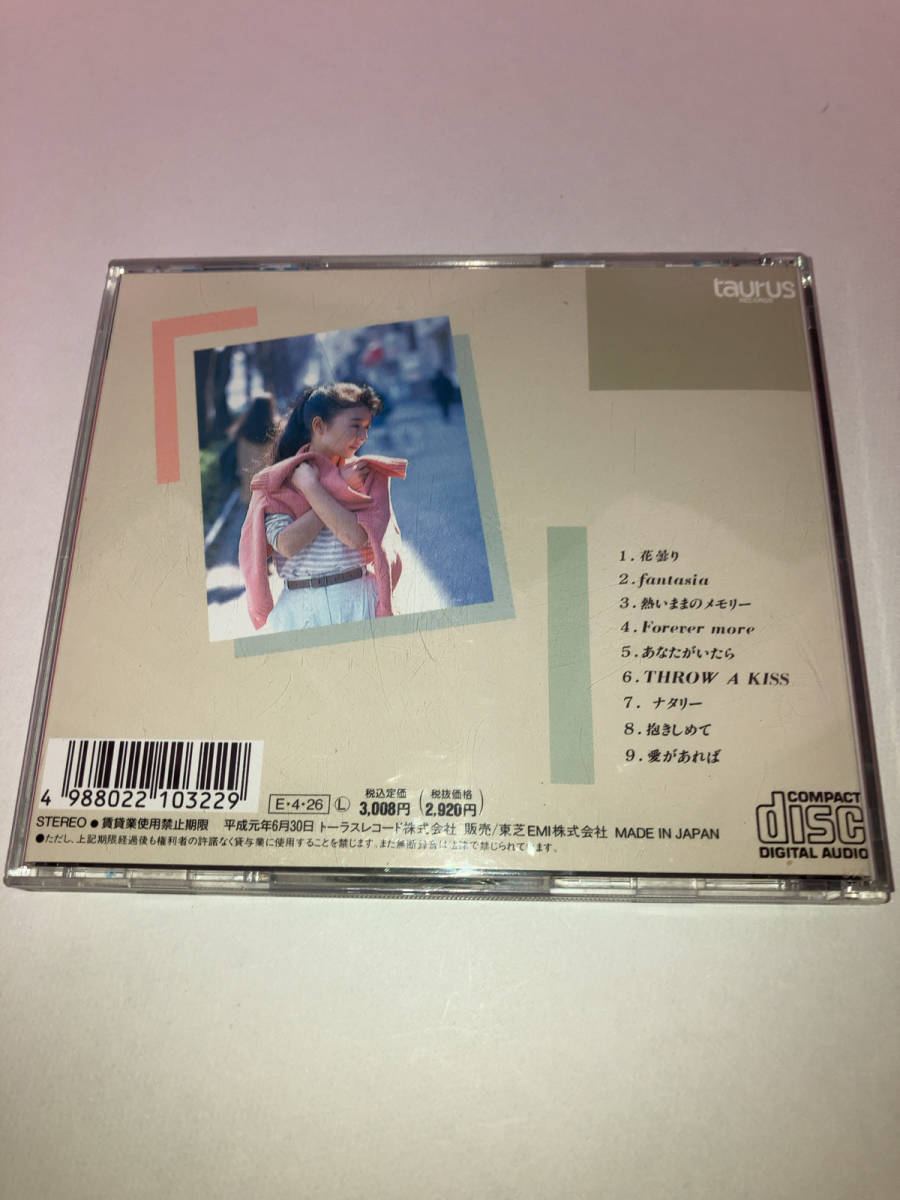 taurus
RECORDS
1. 花曇り
2. fantasia
3. 熱いままのメモリー
4. Forever more
5. あなたがいたら
6. THROW A KISS
7. ナタリー
8. 抱きしめて
9. 愛があれば
4 988022 103229
E・4・26 Ⓛ 税込定価 3,008円 (税抜価格 2,920円)
STEREO ● 賃貸業使用禁止期限 平成元年6月30日 トーラスレコード株式会社 販売/東芝EMI株式会社 MADE IN JAPAN
●ただし、上記期限経過後も権利者の許諾なく賃貸業に使用することを禁じます。また無断録音は法律で禁じられています。
COMPACT
disc
DIGITAL AUDIO